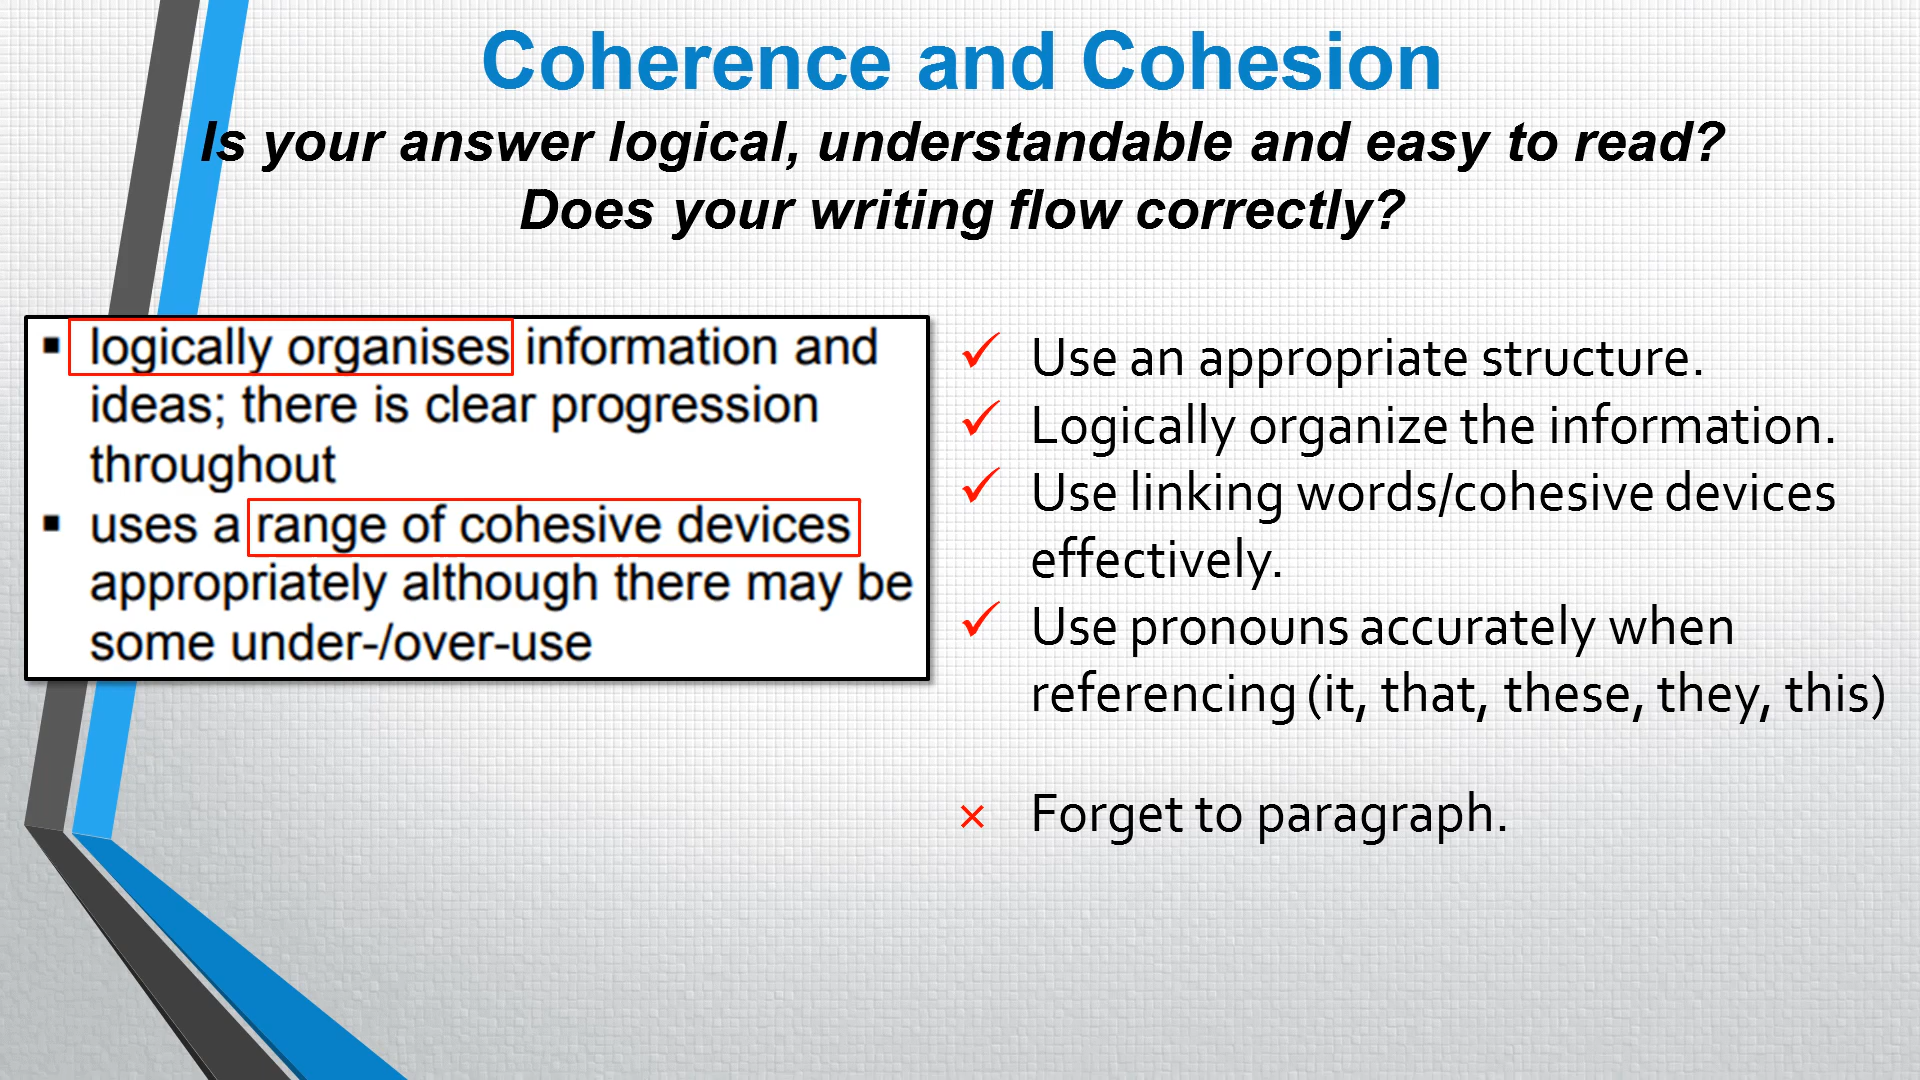 Coherence and Cohesion
Is your answer logical, understandable and easy to read?
Does your writing flow correctly?
▪ logically organises information and
ideas; there is clear progression
throughout
▪ uses a range of cohesive devices
appropriately although there may be
some under-/over-use
✓ Use an appropriate structure.
✓ Logically organize the information.
✓ Use linking words/cohesive devices
effectively.
✓ Use pronouns accurately when
referencing (it, that, these, they, this)
× Forget to paragraph.